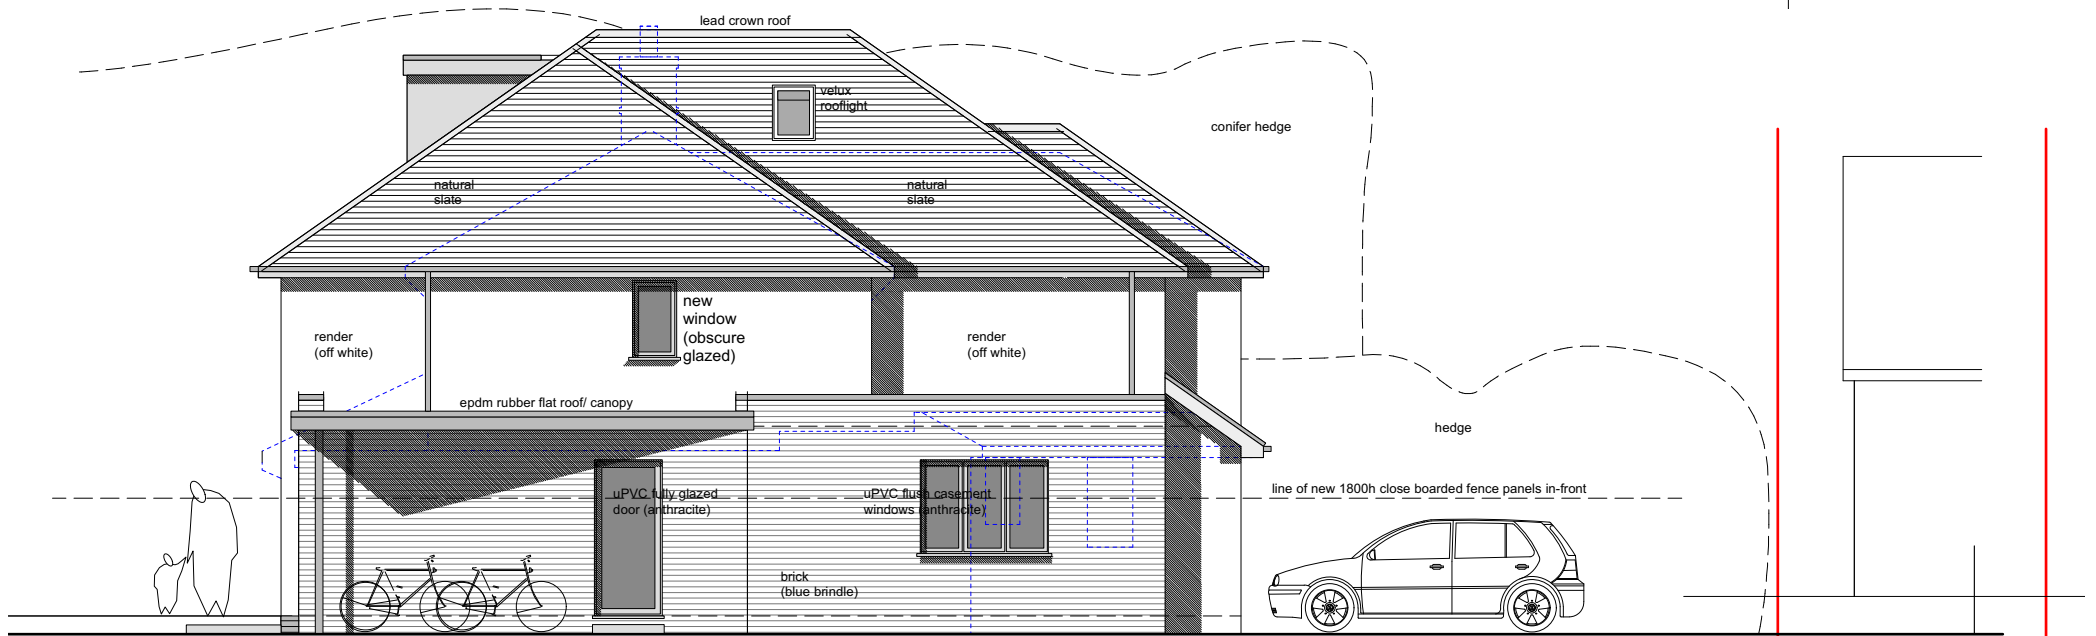 lead crown roof
velux
rooflight
conifer hedge
natural
slate
natural
slate
new
window
(obscure
glazed)
render
(off white)
render
(off white)
epdm rubber flat roof/ canopy
hedge
uPVC fully glazed
door (anthracite)
uPVC flush casement
windows (anthracite)
line of new 1800h close boarded fence panels in-front
brick
(blue brindle)